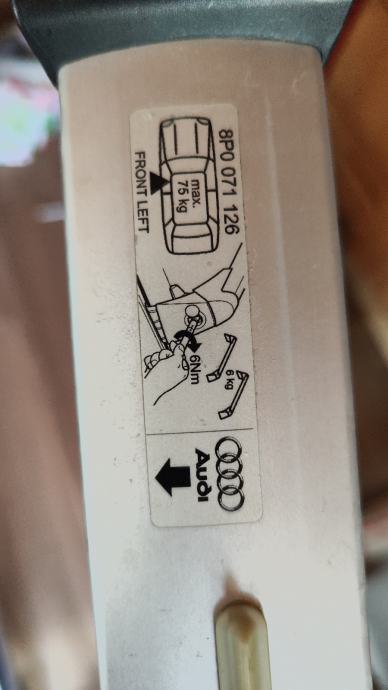 8P0 071 126
max.
75 kg
FRONT LEFT
6 kg
6Nm
Audi